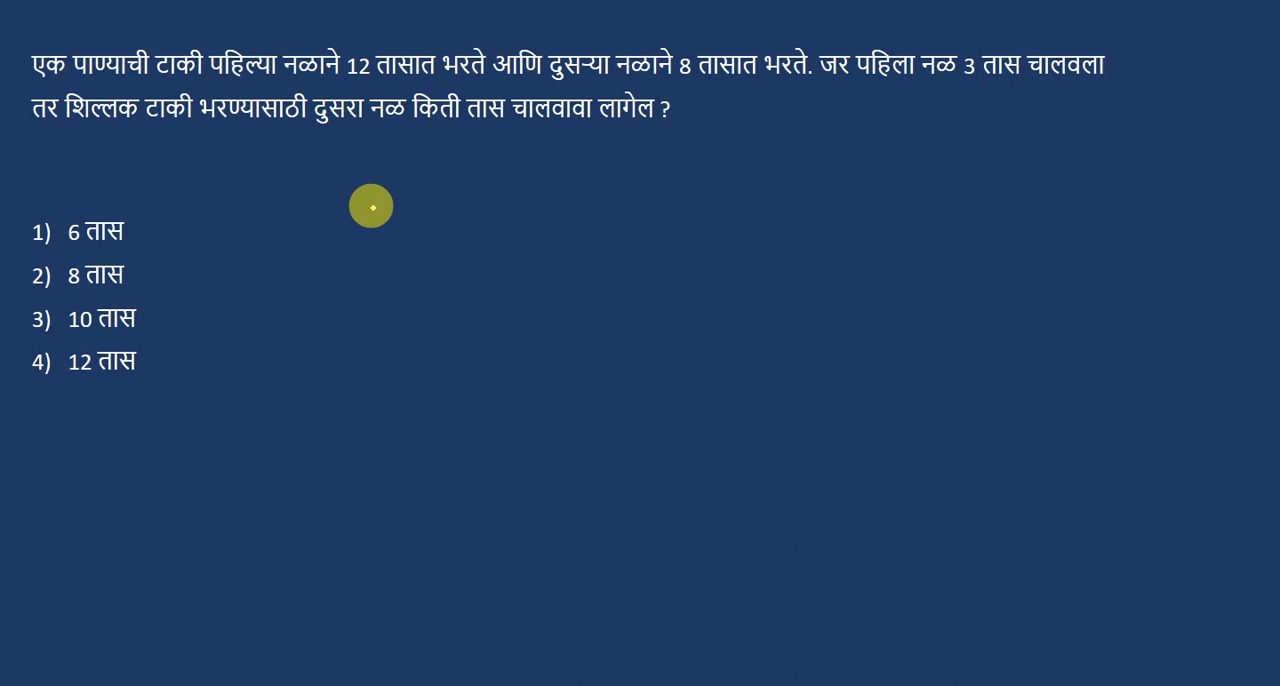 एक पाण्याची टाकी पहिल्या नळाने 12 तासात भरते आणि दुसऱ्या नळाने 8 तासात भरते. जर पहिला नळ 3 तास चालवला
तर शिल्लक टाकी भरण्यासाठी दुसरा नळ किती तास चालवावा लागेल ?
1) 6 तास
2) 8 तास
3) 10 तास
4) 12 तास